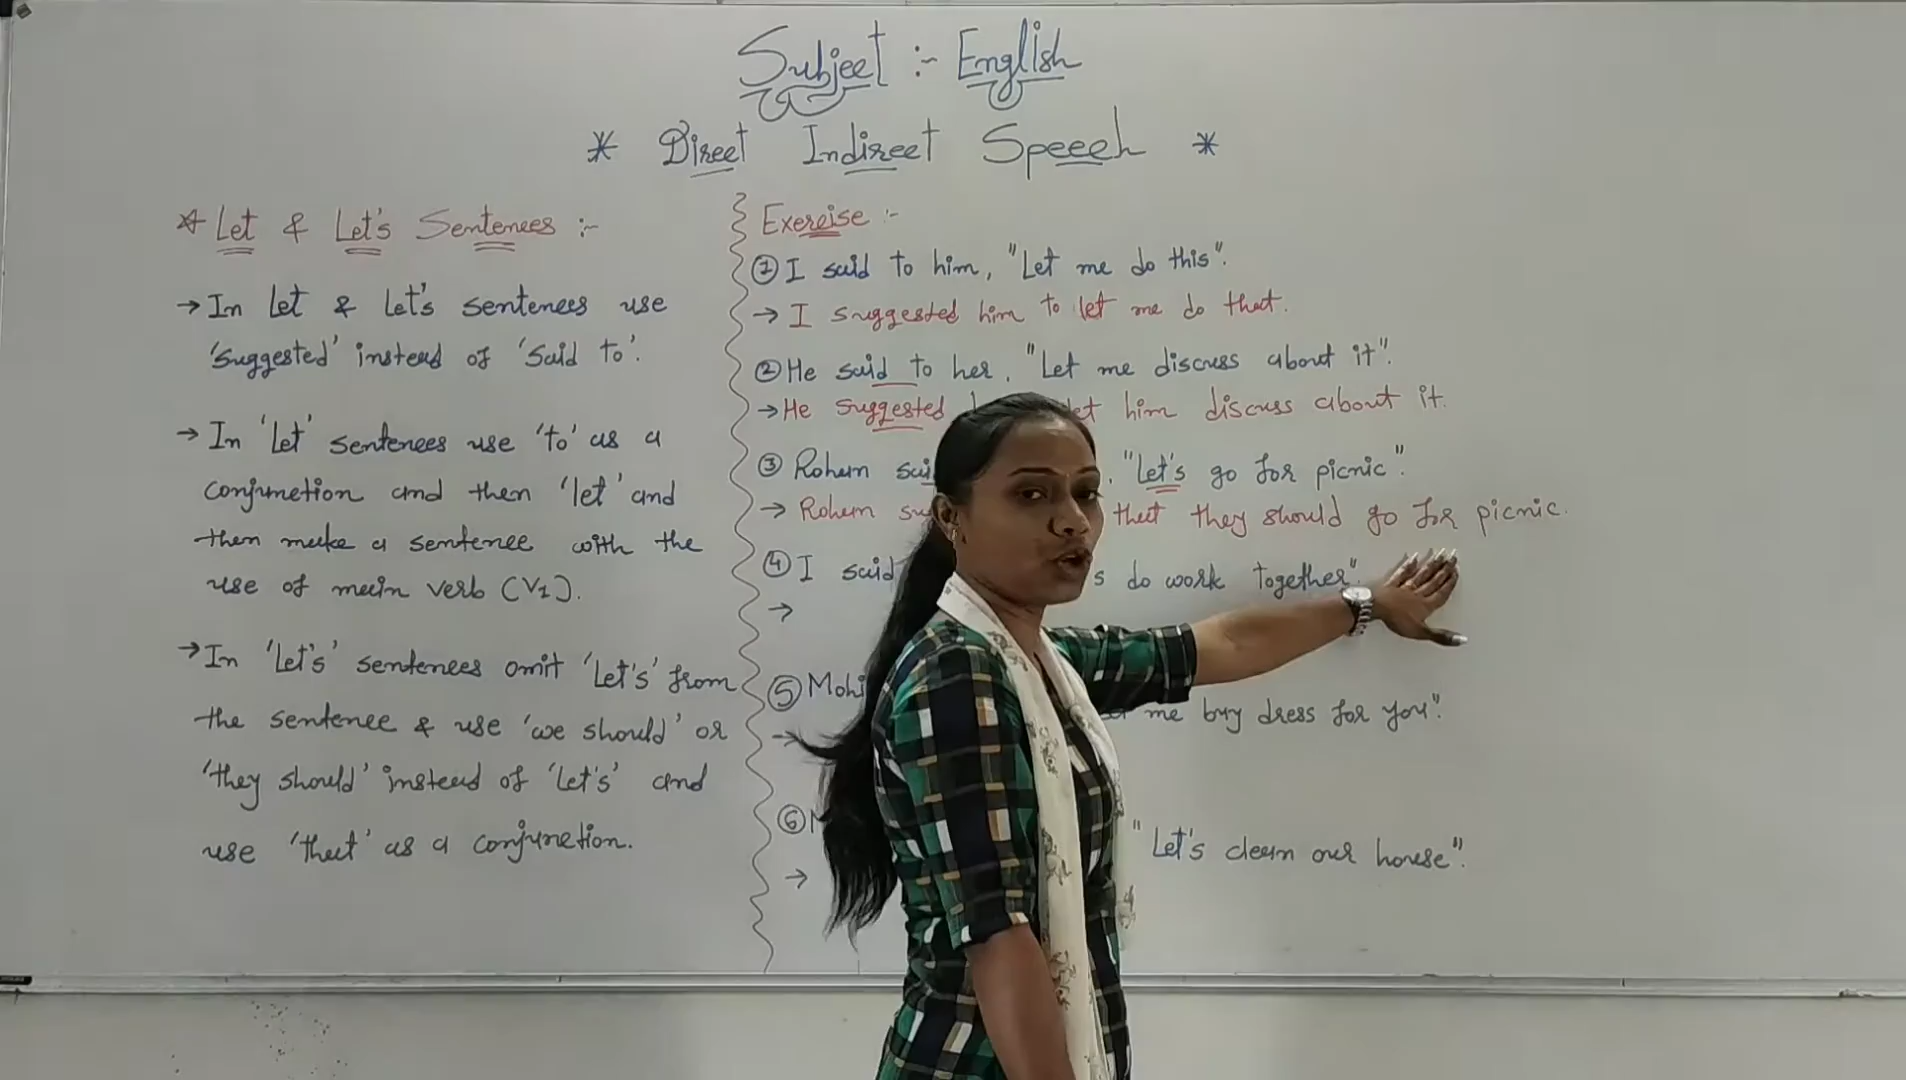 Subject :- English
* Direct Indirect Speech *
* Let & Let's Sentences :-
→ In let & let's sentences use
'suggested' instead of 'said to'.
→ In 'let' sentences use 'to' as a
conjunction and then 'let' and
then make a sentence with the
use of main verb (V1).
→ In 'Let's' sentences omit 'Let's' from
the sentence & use 'we should' or
'they should' instead of 'Let's' and
use 'that' as a conjunction.
Exercise :-
① I said to him, "Let me do this".
→ I suggested him to let me do that.
② He said to her, "Let me discuss about it".
→ He suggested let him discuss about it.
③ Rohan "Let's go for picnic".
→ Rohan that they should go for picnic.
④ I said do work together".
→
⑤ me buy dress for you".
→
⑥ "Let's clean our house".
→